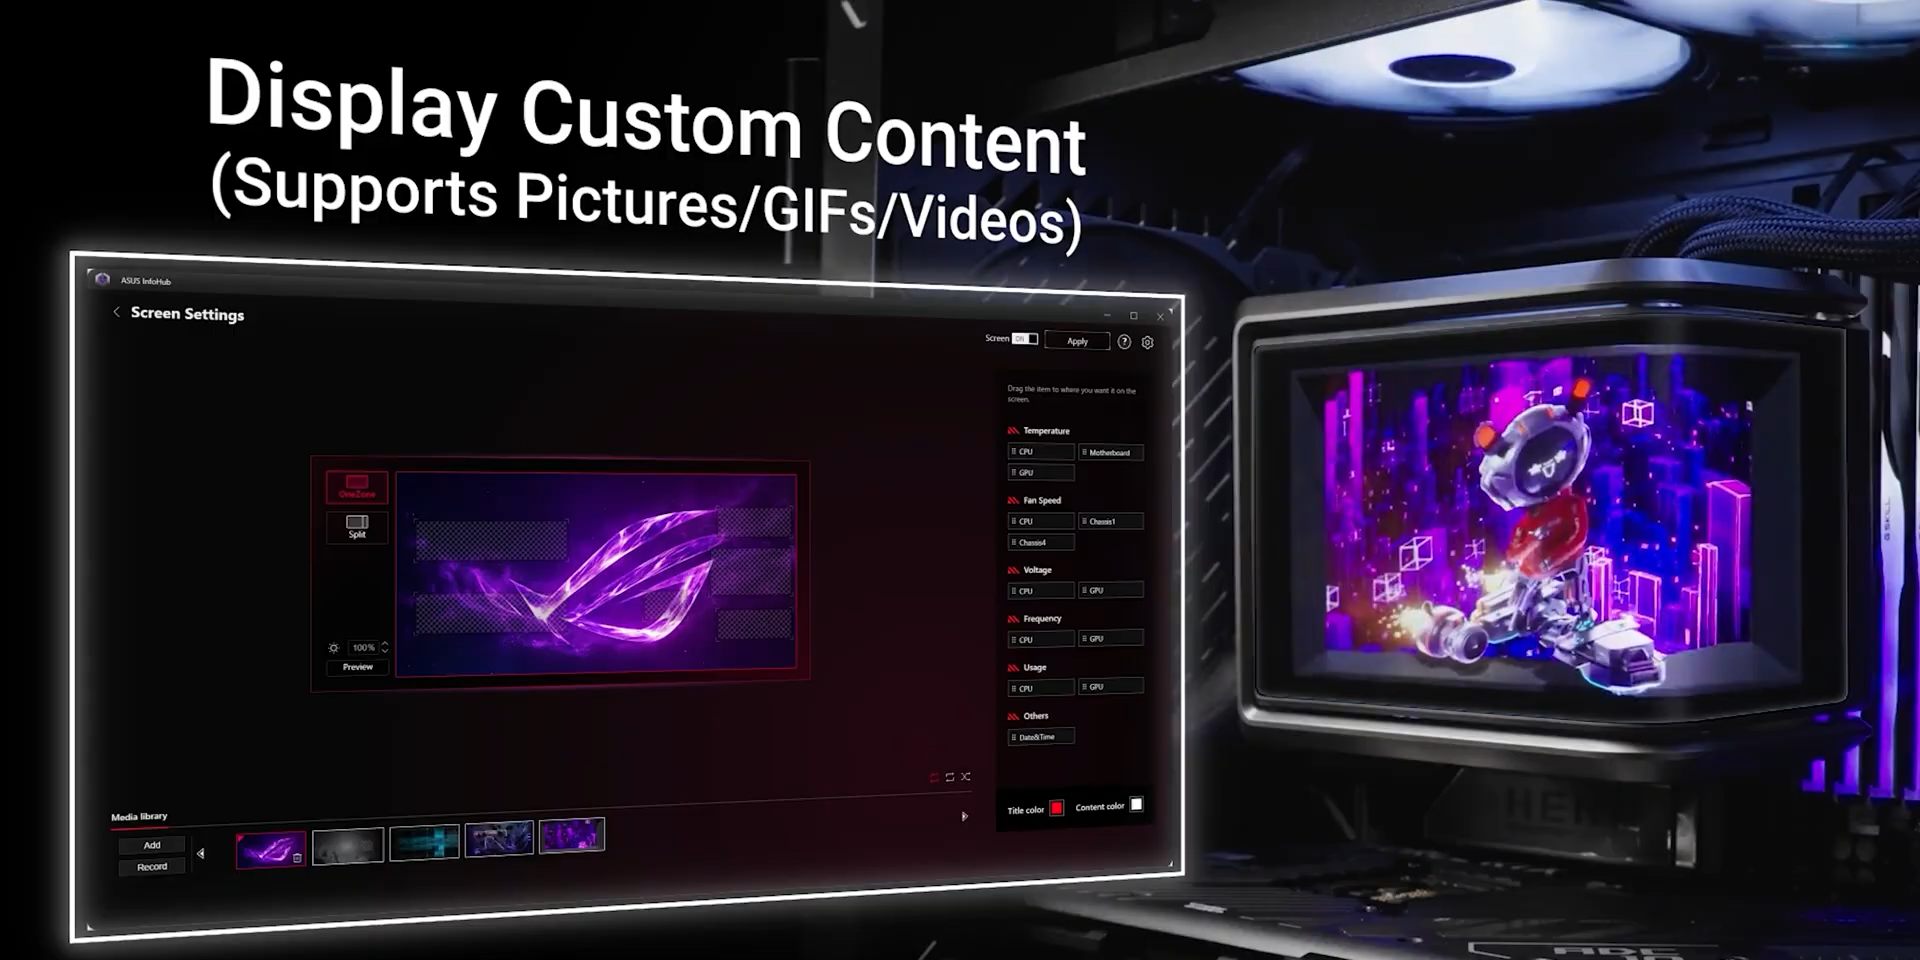 Display Custom Content
(Supports Pictures/GIFs/Videos)
ASUS InfoHub
Screen Settings
Screen ON
Apply
?
Drag the item to where you want it on the
screen.
Temperature
CPU
Motherboard
GPU
Fan Speed
CPU
Chassis1
Chassis4
Voltage
CPU
GPU
Frequency
CPU
GPU
Usage
CPU
GPU
Others
Date&Time
Title color
Content color
OneZone
Split
100%
Preview
Media library
Add
Record
G.SKILL